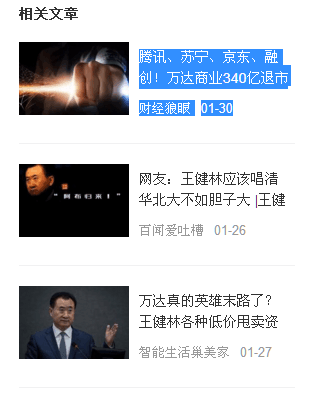 相关文章
腾讯、苏宁、京东、融
创！万达商业340亿退市
财经狼眼 01-30
网友：王健林应该唱清
华北大不如胆子大 |王健
百闻爱吐槽 01-26
万达真的英雄末路了？
王健林各种低价甩卖资
智能生活巢美家 01-27